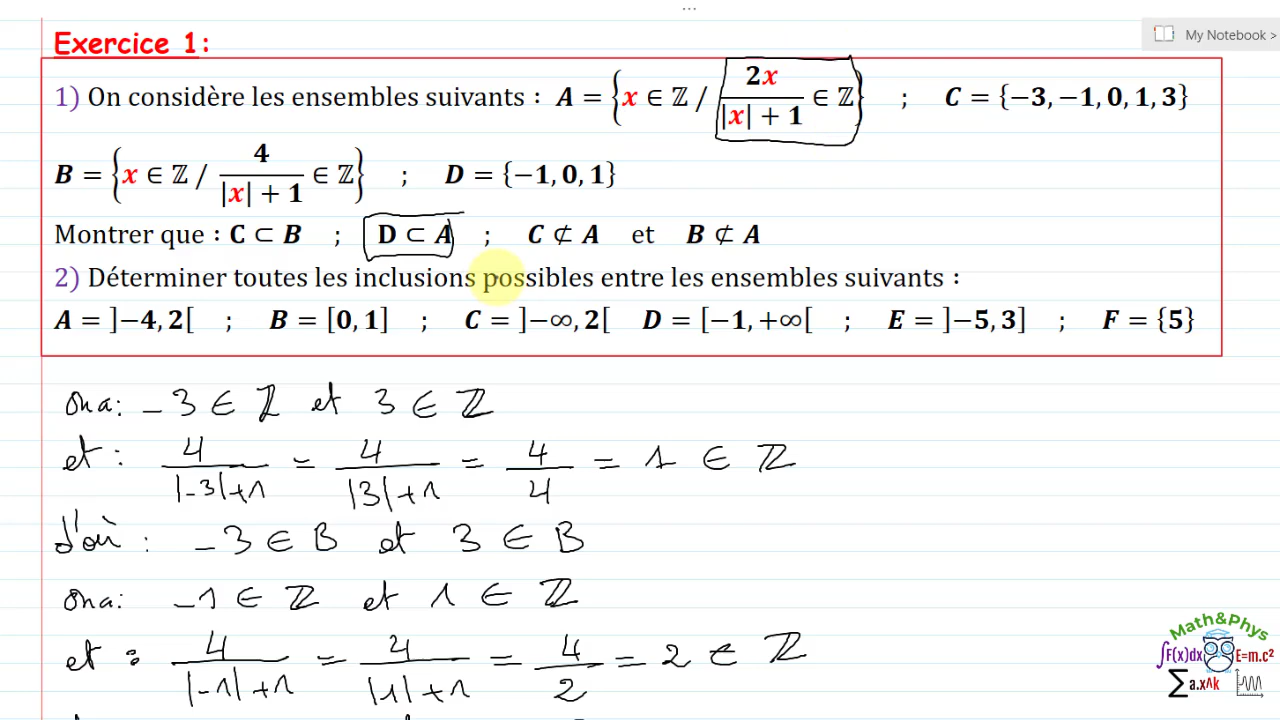 ...
My Notebook >
Exercice 1:
1) On considère les ensembles suivants : A = {x ∈ ℤ / 2x/(|x| + 1) ∈ ℤ} ; C = {−3, −1, 0, 1, 3}
B = {x ∈ ℤ / 4/(|x| + 1) ∈ ℤ} ; D = {−1, 0, 1}
Montrer que : C ⊂ B ; D ⊂ A ; C ⊄ A et B ⊄ A
2) Déterminer toutes les inclusions possibles entre les ensembles suivants :
A = ]−4, 2[ ; B = [0, 1] ; C = ]−∞, 2[ D = [−1, +∞[ ; E = ]−5, 3] ; F = {5}
ona: −3 ∈ ℤ et 3 ∈ ℤ
et : 4/(|−3|+1) = 4/(|3|+1) = 4/4 = 1 ∈ ℤ
d'où : −3 ∈ B et 3 ∈ B
ona: −1 ∈ ℤ et 1 ∈ ℤ
et : 4/(|−1|+1) = 4/(|1|+1) = 4/2 = 2 ∈ ℤ
Math&Phys
∫F(x)dx E=m.c²
∑ a.x∧k